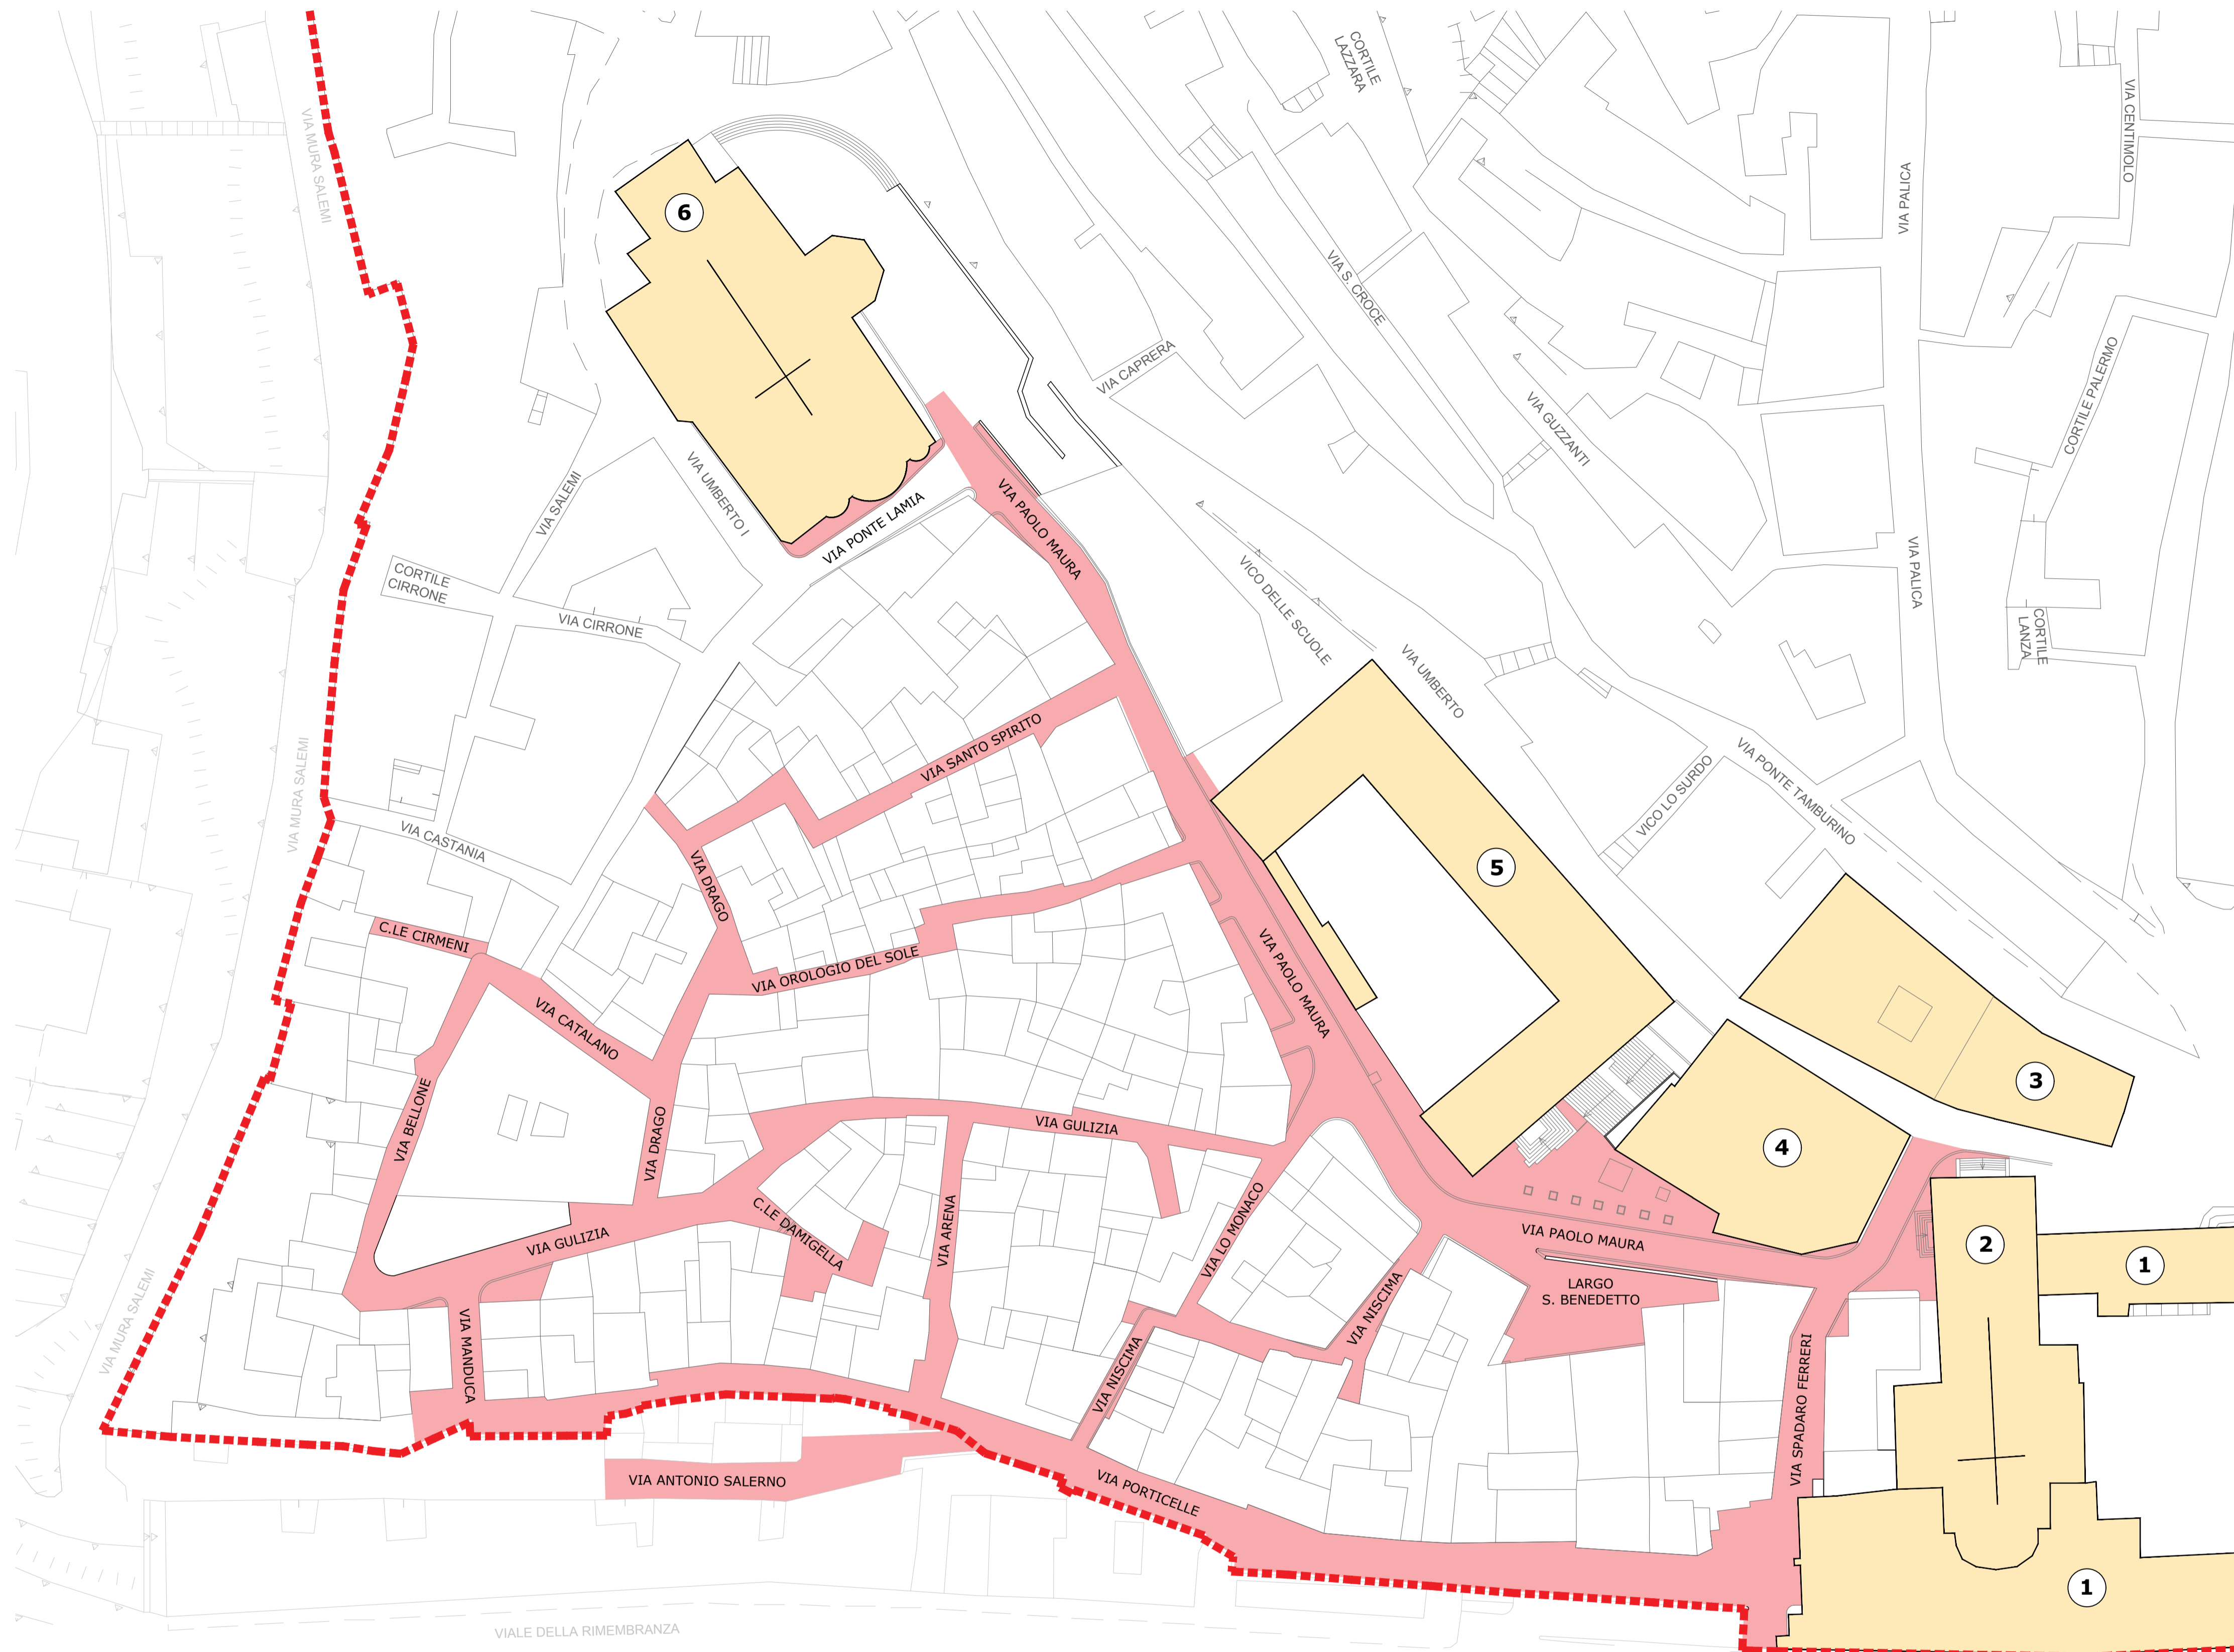 CORTILE
LAZZARA
VIA CENTIMOLO
VIA MURA SALEMI
VIA PALICA
6
VIA S. CROCE
VIA CAPRERA
CORTILE PALERMO
VIA GUZZANTI
VIA UMBERTO I
VIA SALEMI
VIA PONTE LAMIA
VIA PAOLO MAURA
CORTILE
CIRRONE
VIA CIRRONE
VICO DELLE SCUOLE
VIA UMBERTO
VIA PALICA
CORTILE
LANZA
VIA SANTO SPIRITO
VIA MURA SALEMI
VIA CASTANIA
VICO LO SURDO
VIA PONTE TAMBURINO
5
VIA DRAGO
C.LE CIRMENI
VIA OROLOGIO DEL SOLE
VIA PAOLO MAURA
VIA CATALANO
3
VIA BELLONE
VIA DRAGO
VIA GULIZIA
4
VIA GULIZIA
C.LE DAMIGELLA
VIA ARENA
VIA LO MONACO
VIA PAOLO MAURA
2
1
LARGO
S. BENEDETTO
VIA MURA SALEMI
VIA MANDUCA
VIA NISCIMA
VIA NISCIMA
VIA SPADARO FERRERI
VIA ANTONIO SALERNO
VIA PORTICELLE
1
VIALE DELLA RIMEMBRANZA